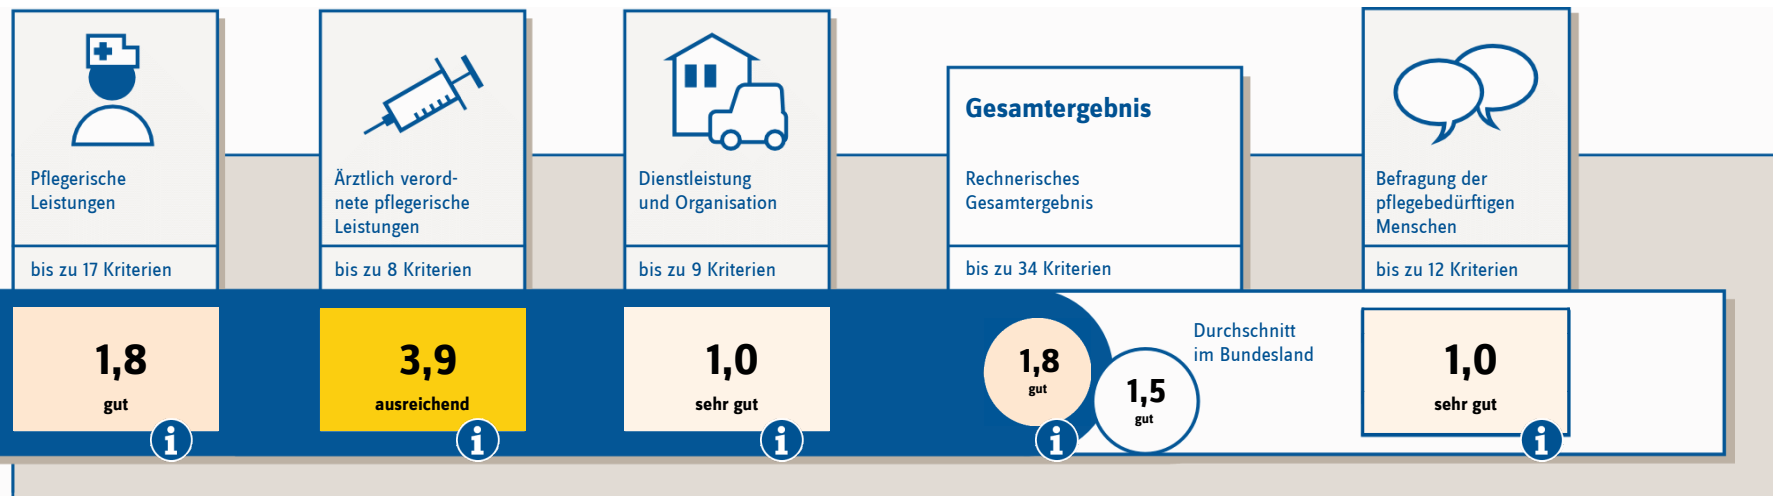 Pflegerische
Leistungen
bis zu 17 Kriterien
1,8
gut
i
Ärztlich verord-
nete pflegerische
Leistungen
bis zu 8 Kriterien
3,9
ausreichend
i
Dienstleistung
und Organisation
bis zu 9 Kriterien
1,0
sehr gut
i
Gesamtergebnis
Rechnerisches
Gesamtergebnis
bis zu 34 Kriterien
1,8
gut
i
Durchschnitt
im Bundesland
1,5
gut
Befragung der
pflegebedürftigen
Menschen
bis zu 12 Kriterien
1,0
sehr gut
i